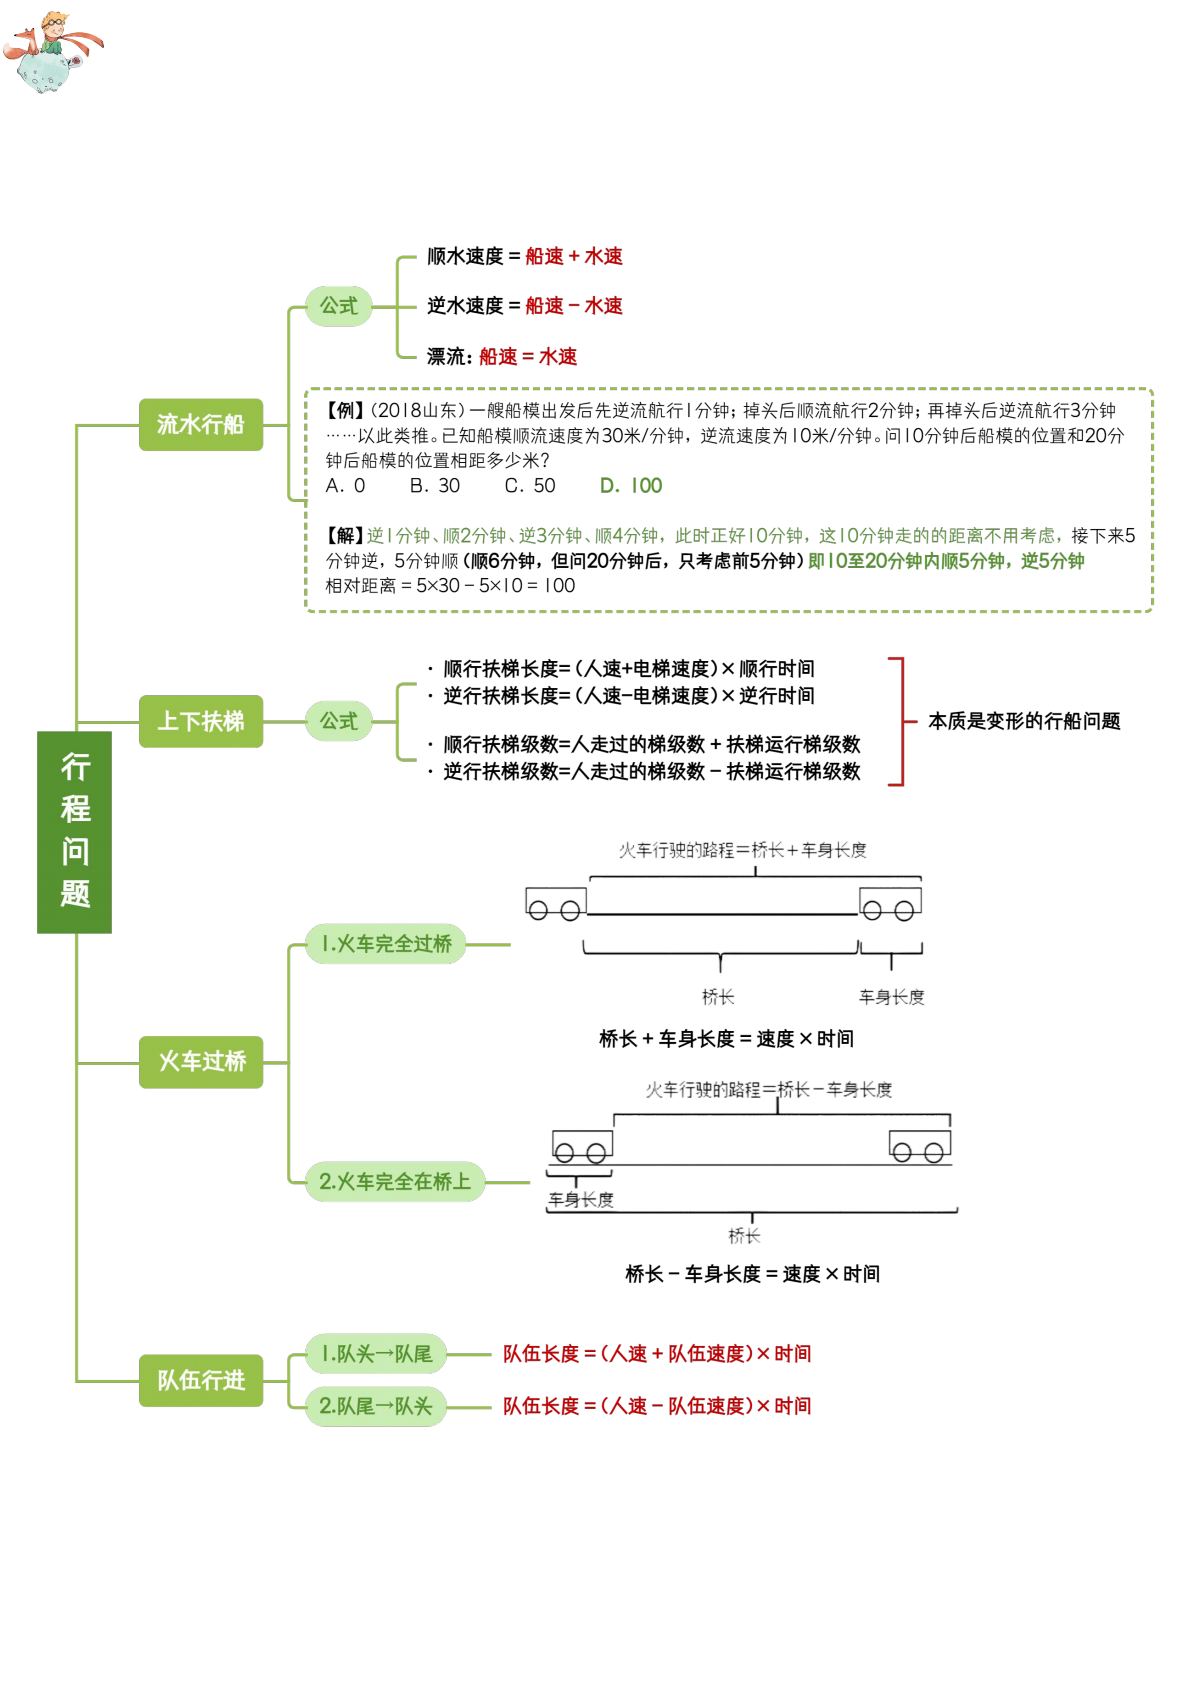 行程问题
流水行船
公式
顺水速度 = 船速 + 水速
逆水速度 = 船速 − 水速
漂流: 船速 = 水速
【例】(2018山东) 一艘船模出发后先逆流航行1分钟; 掉头后顺流航行2分钟; 再掉头后逆流航行3分钟
……以此类推。已知船模顺流速度为30米/分钟, 逆流速度为10米/分钟。问10分钟后船模的位置和20分
钟后船模的位置相距多少米?
A. 0 B. 30 C. 50 D. 100
【解】逆1分钟、顺2分钟、逆3分钟、顺4分钟, 此时正好10分钟, 这10分钟走的的距离不用考虑, 接下来5
分钟逆, 5分钟顺 (顺6分钟, 但问20分钟后, 只考虑前5分钟) 即10至20分钟内顺5分钟, 逆5分钟
相对距离 = 5×30 − 5×10 = 100
上下扶梯
公式
· 顺行扶梯长度=(人速+电梯速度)× 顺行时间
· 逆行扶梯长度=(人速−电梯速度)× 逆行时间
· 顺行扶梯级数=人走过的梯级数 + 扶梯运行梯级数
· 逆行扶梯级数=人走过的梯级数 − 扶梯运行梯级数
本质是变形的行船问题
火车过桥
1.火车完全过桥
火车行驶的路程＝桥长＋车身长度
桥长 车身长度
桥长 + 车身长度 = 速度 × 时间
2.火车完全在桥上
火车行驶的路程＝桥长－车身长度
车身长度
桥长
桥长 − 车身长度 = 速度 × 时间
队伍行进
1.队头→队尾
队伍长度 = (人速 + 队伍速度) × 时间
2.队尾→队头
队伍长度 = (人速 − 队伍速度) × 时间